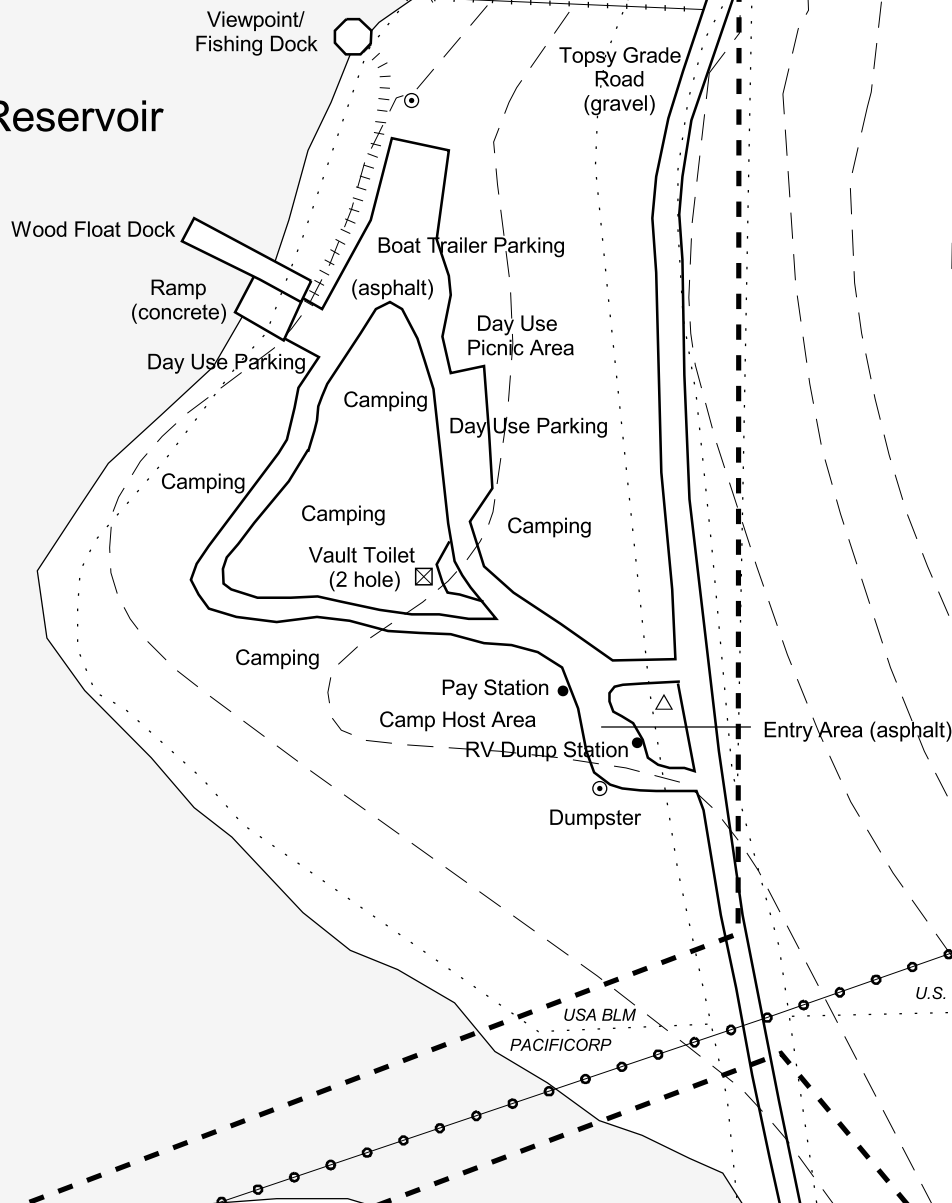 Viewpoint/
Fishing Dock
Topsy Grade
Road
(gravel)
Reservoir
Wood Float Dock
Boat Trailer Parking
Ramp
(concrete)
(asphalt)
Day Use
Picnic Area
Day Use Parking
Camping
Day Use Parking
Camping
Camping
Camping
Vault Toilet
(2 hole)
Camping
Pay Station
Camp Host Area
Entry Area (asphalt)
RV Dump Station
Dumpster
U.S.
USA BLM
PACIFICORP